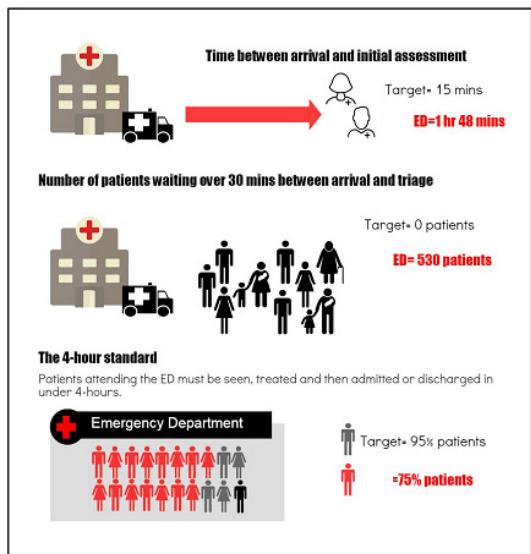 Time between arrival and initial assessment
Target= 15 mins
ED=1 hr 48 mins
Number of patients waiting over 30 mins between arrival and triage
Target= 0 patients
ED= 530 patients
The 4-hour standard
Patients attending the ED must be seen, treated and then admitted or discharged in
under 4-hours.
Emergency Department
Target= 95% patients
=75% patients